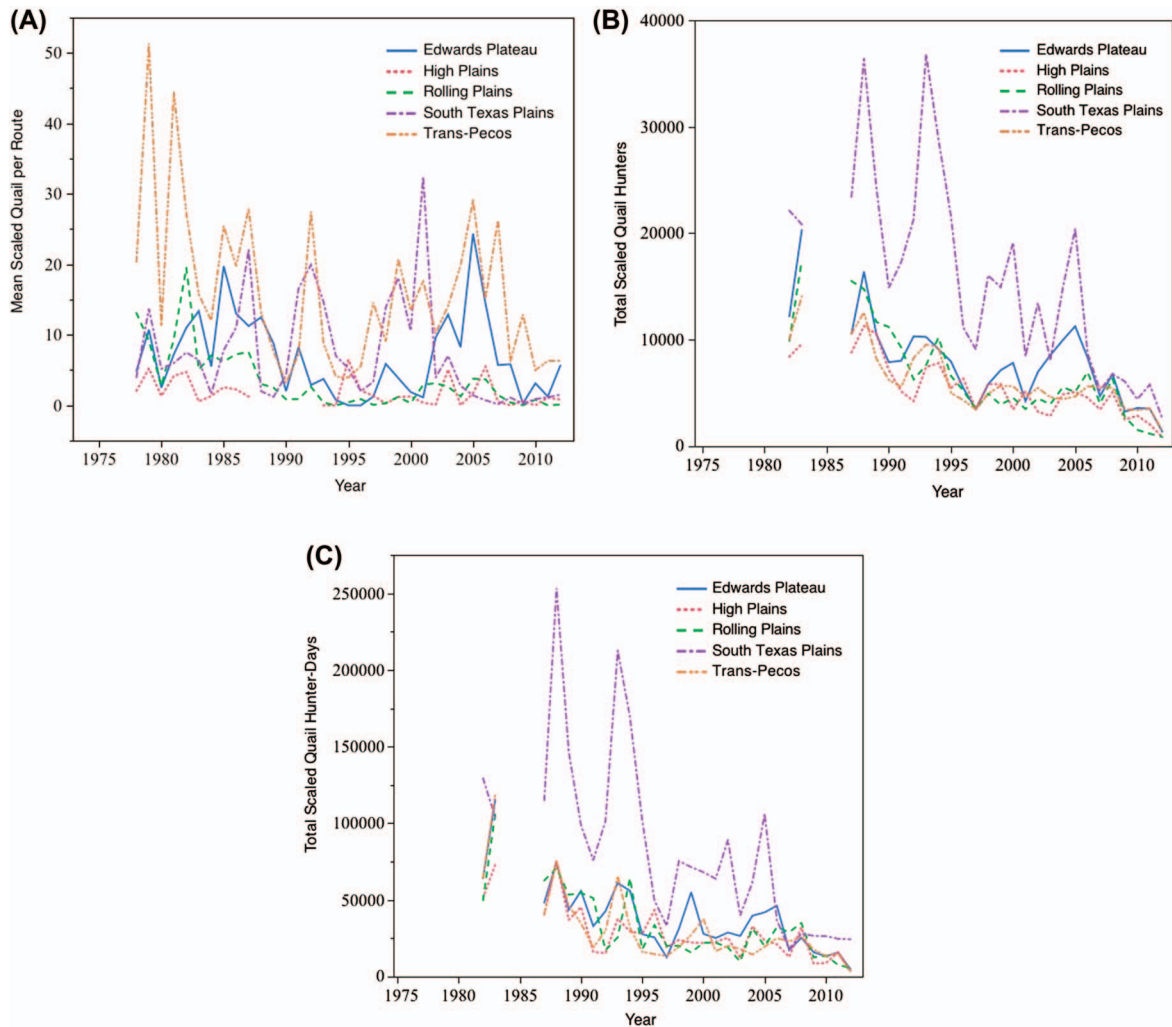 (A)
Mean Scaled Quail per Route
50
40
30
20
10
0
1975 1980 1985 1990 1995 2000 2005 2010
Year
Edwards Plateau
High Plains
Rolling Plains
South Texas Plains
Trans-Pecos
(B)
Total Scaled Quail Hunters
40000
30000
20000
10000
0
1975 1980 1985 1990 1995 2000 2005 2010
Year
Edwards Plateau
High Plains
Rolling Plains
South Texas Plains
Trans-Pecos
(C)
Total Scaled Quail Hunter-Days
250000
200000
150000
100000
50000
0
1975 1980 1985 1990 1995 2000 2005 2010
Year
Edwards Plateau
High Plains
Rolling Plains
South Texas Plains
Trans-Pecos